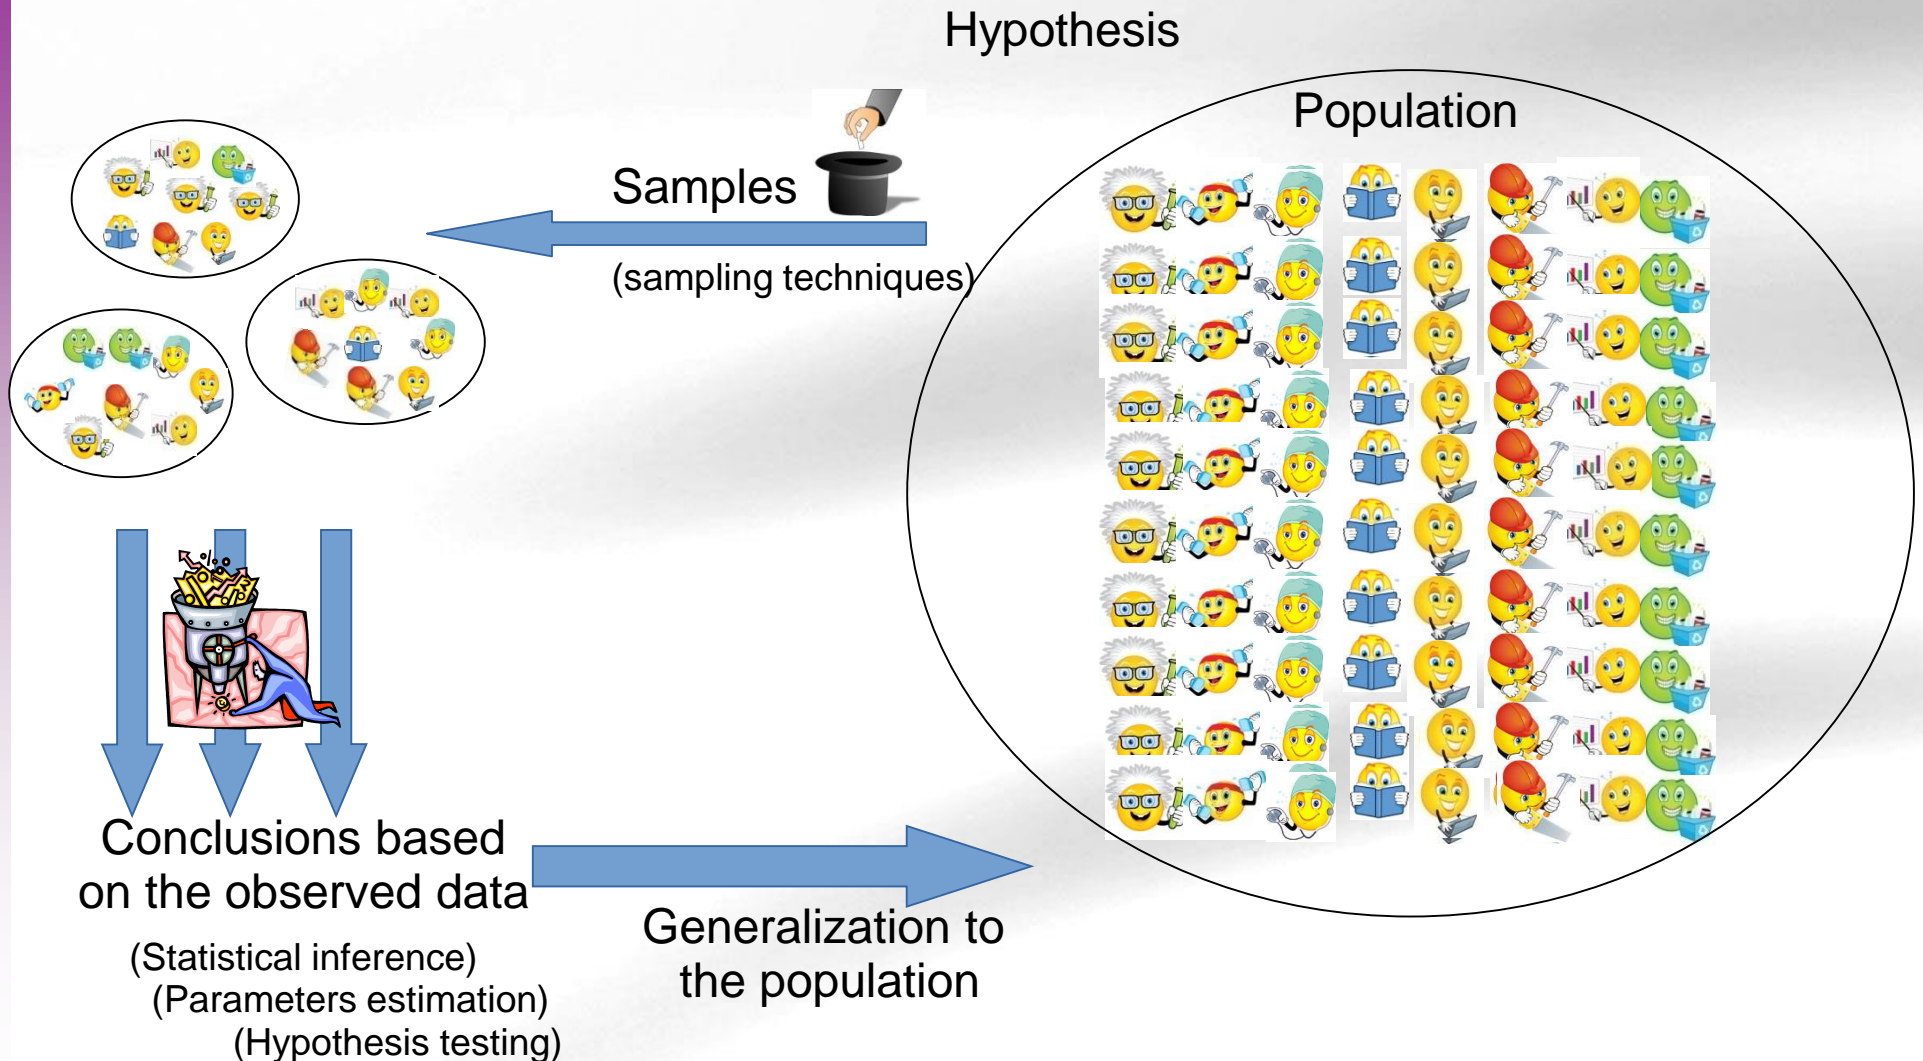 Hypothesis
Population
Samples
(sampling techniques)
Conclusions based
on the observed data
(Statistical inference)
(Parameters estimation)
(Hypothesis testing)
Generalization to
the population